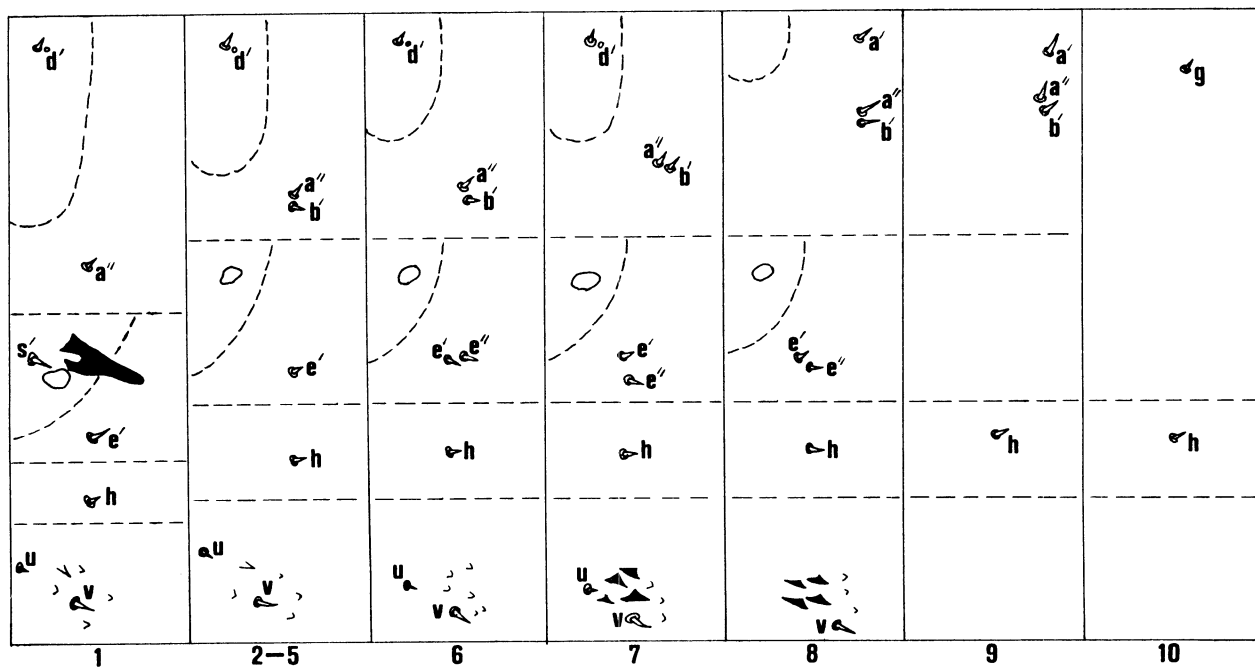 d′ d′ d′ d′ a′ a′ g
a″ b′ a″ b′ a″ b′ a″ b′ a″ b′
a″
s′ e′ e′ e″ e′ e″ e′ e″
e′ h h h h h
h
u u u u
v v v v v
1 2–5 6 7 8 9 10